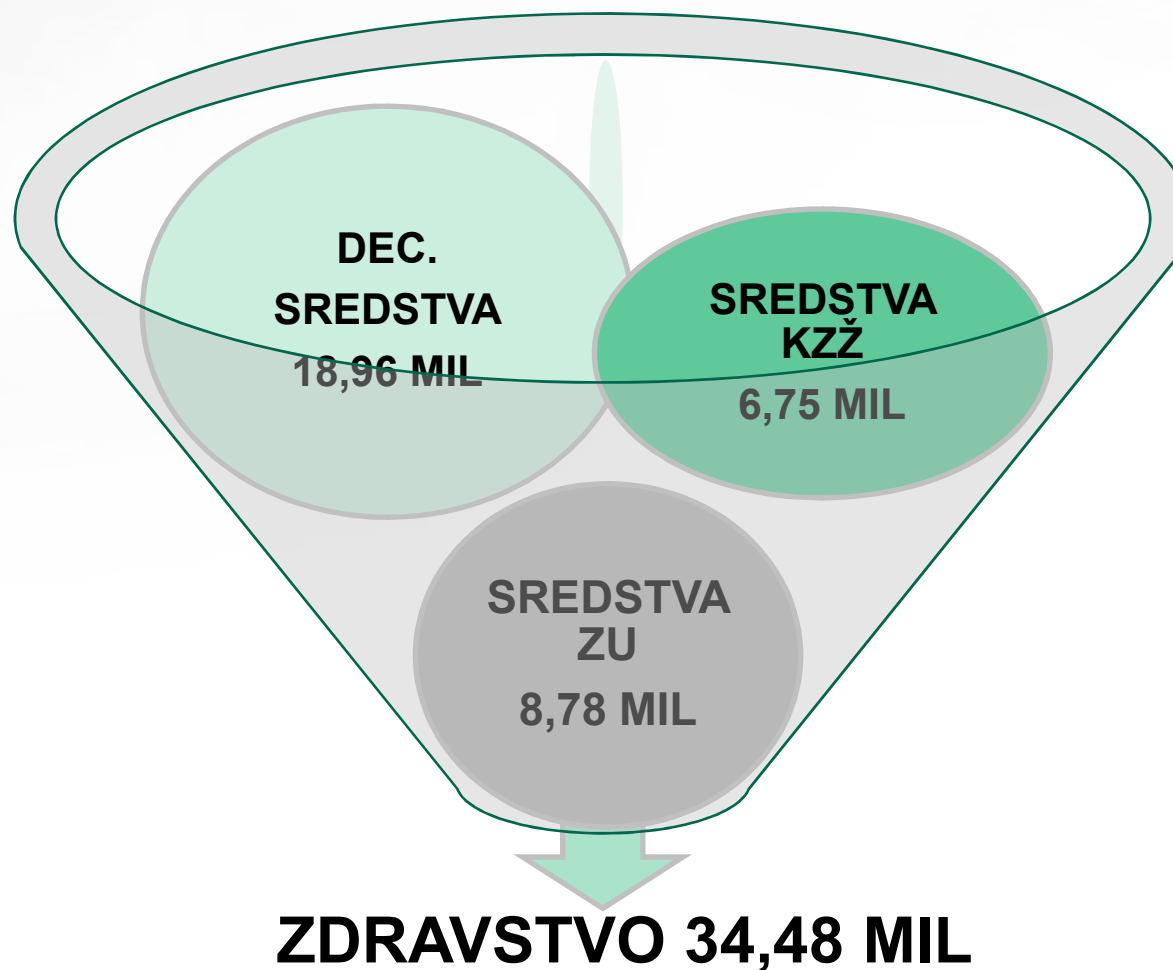 DEC.
SREDSTVA
18,96 MIL
SREDSTVA
KZŽ
6,75 MIL
SREDSTVA
ZU
8,78 MIL
ZDRAVSTVO 34,48 MIL